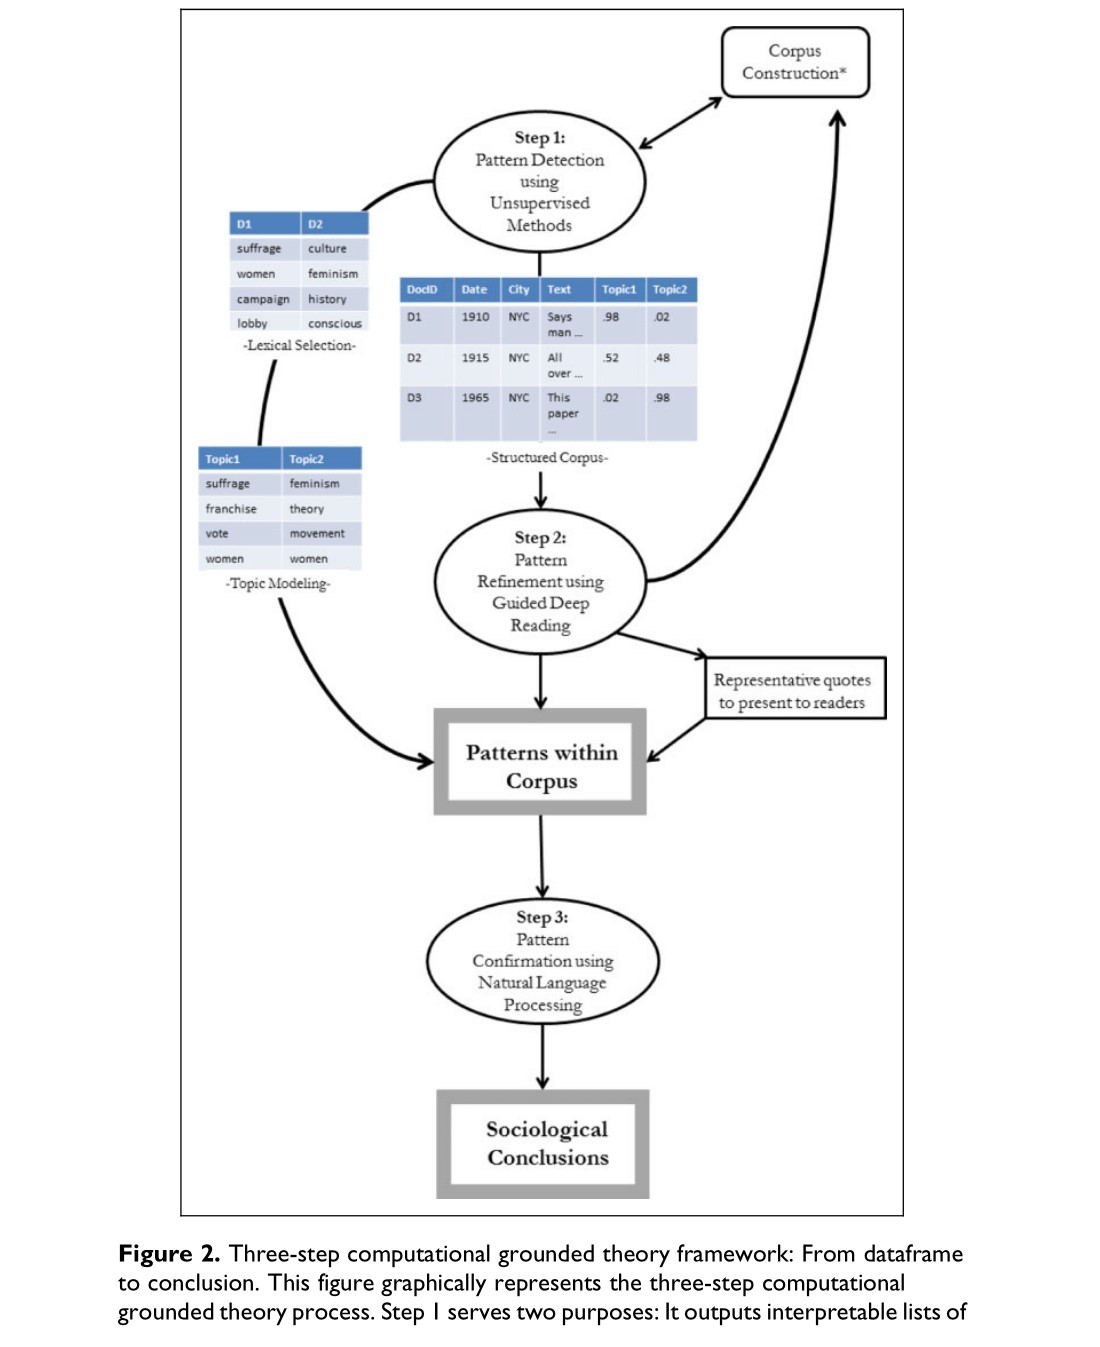 Corpus
Construction*
Step 1:
Pattern Detection
using
Unsupervised
Methods
D1 D2
suffrage culture
women feminism
campaign history
lobby conscious
-Lexical Selection-
DocID Date City Text Topic1 Topic2
D1 1910 NYC Says .98 .02
man ...
D2 1915 NYC All .52 .48
over ...
D3 1965 NYC This .02 .98
paper
...
-Structured Corpus-
Topic1 Topic2
suffrage feminism
franchise theory
vote movement
women women
-Topic Modeling-
Step 2:
Pattern
Refinement using
Guided Deep
Reading
Representative quotes
to present to readers
Patterns within
Corpus
Step 3:
Pattern
Confirmation using
Natural Language
Processing
Sociological
Conclusions
Figure 2. Three-step computational grounded theory framework: From dataframe
to conclusion. This figure graphically represents the three-step computational
grounded theory process. Step 1 serves two purposes: It outputs interpretable lists of